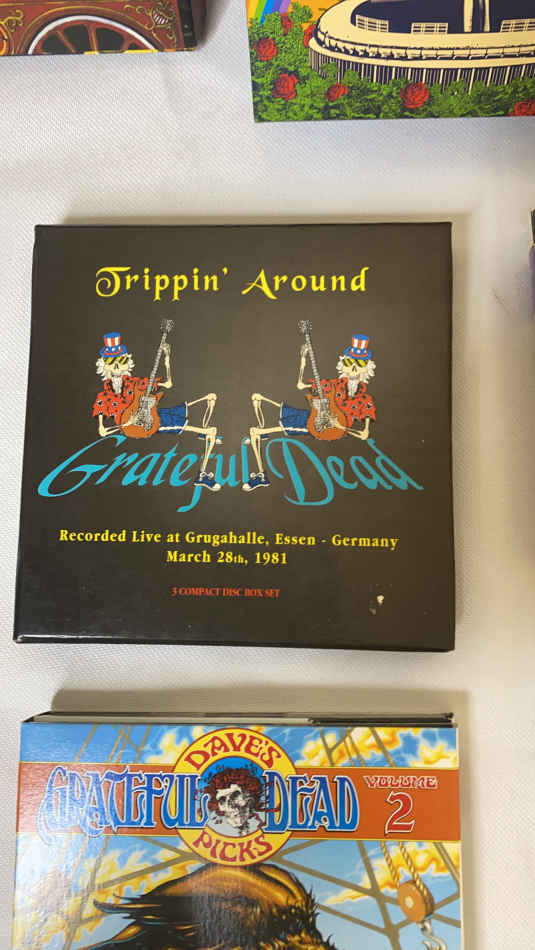 Trippin' Around
Grateful Dead
Recorded Live at Grugahalle, Essen - Germany
March 28th, 1981
3 COMPACT DISC BOX SET
DAVE'S
GRATEFUL DEAD
VOLUME
2
PICKS